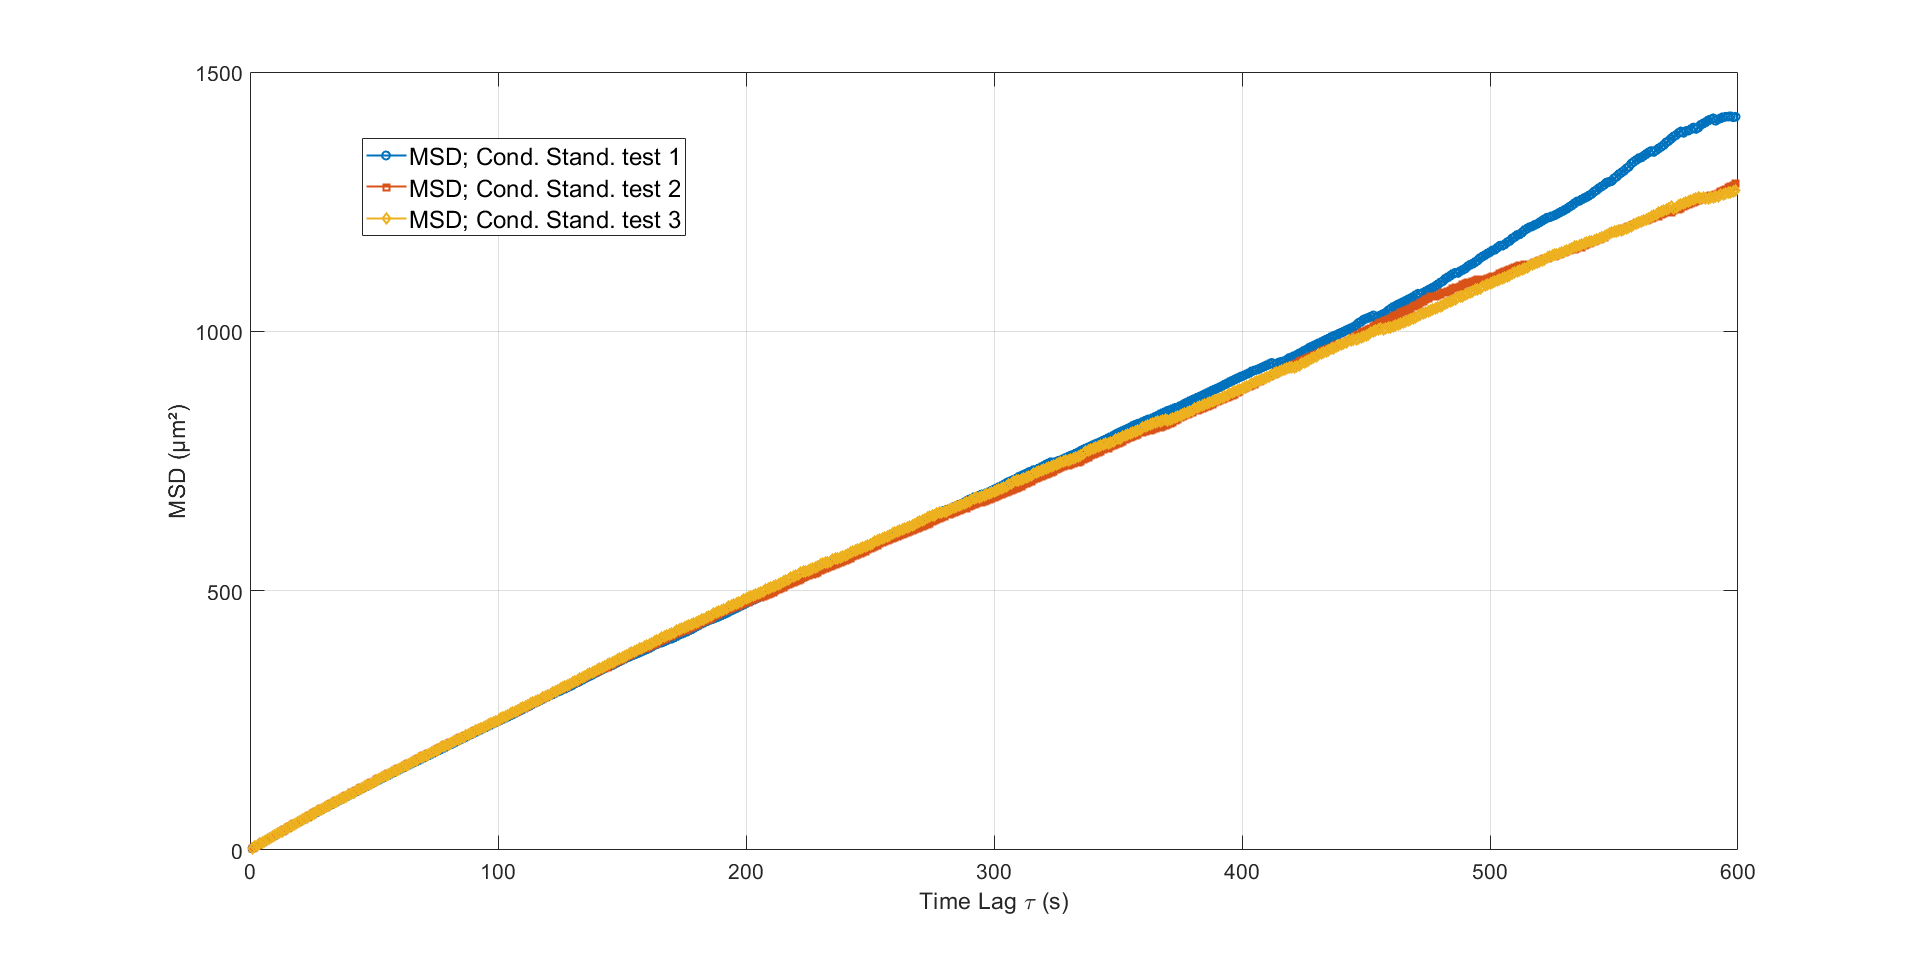 1500
1000
500
0
MSD (μm²)
MSD; Cond. Stand. test 1
MSD; Cond. Stand. test 2
MSD; Cond. Stand. test 3
0 100 200 300 400 500 600
Time Lag τ (s)